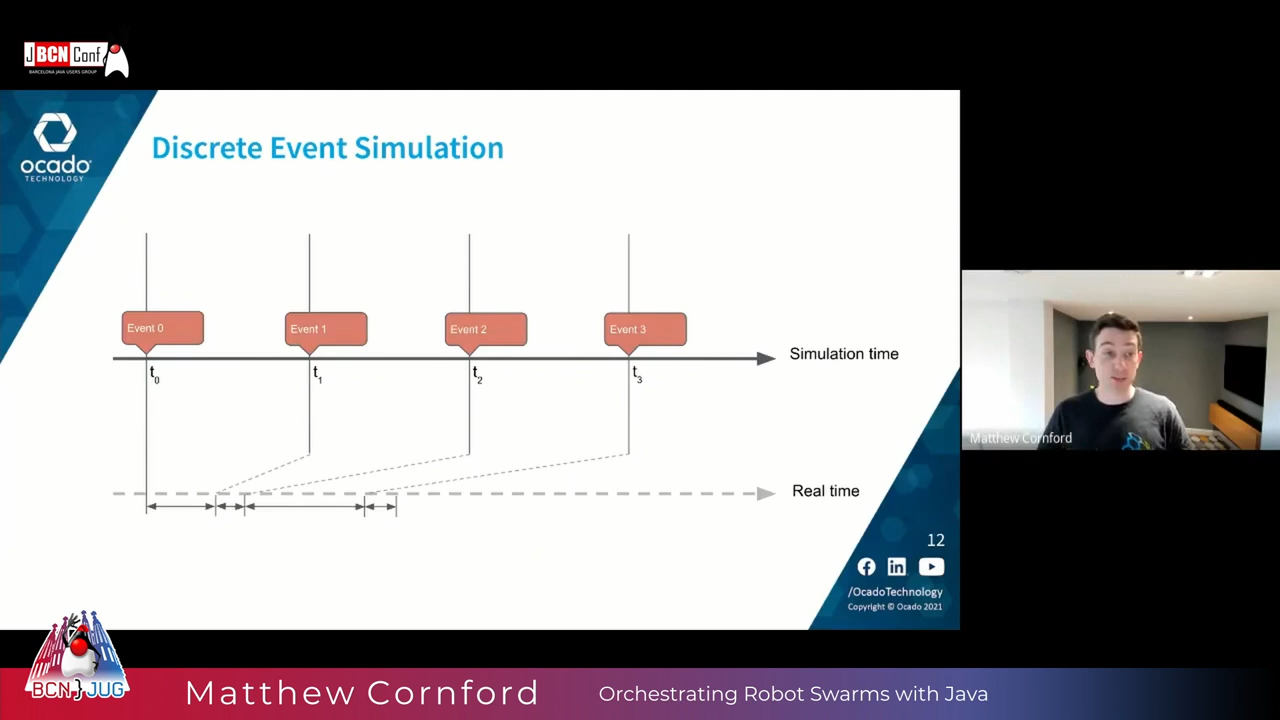 JBCNConf
BARCELONA JAVA USERS GROUP
ocado
TECHNOLOGY
Discrete Event Simulation
Event 0
Event 1
Event 2
Event 3
Simulation time
t0
t1
t2
t3
Real time
Matthew Cornford
12
/OcadoTechnology
Copyright © Ocado 2021
BCN}JUG
Matthew Cornford
Orchestrating Robot Swarms with Java